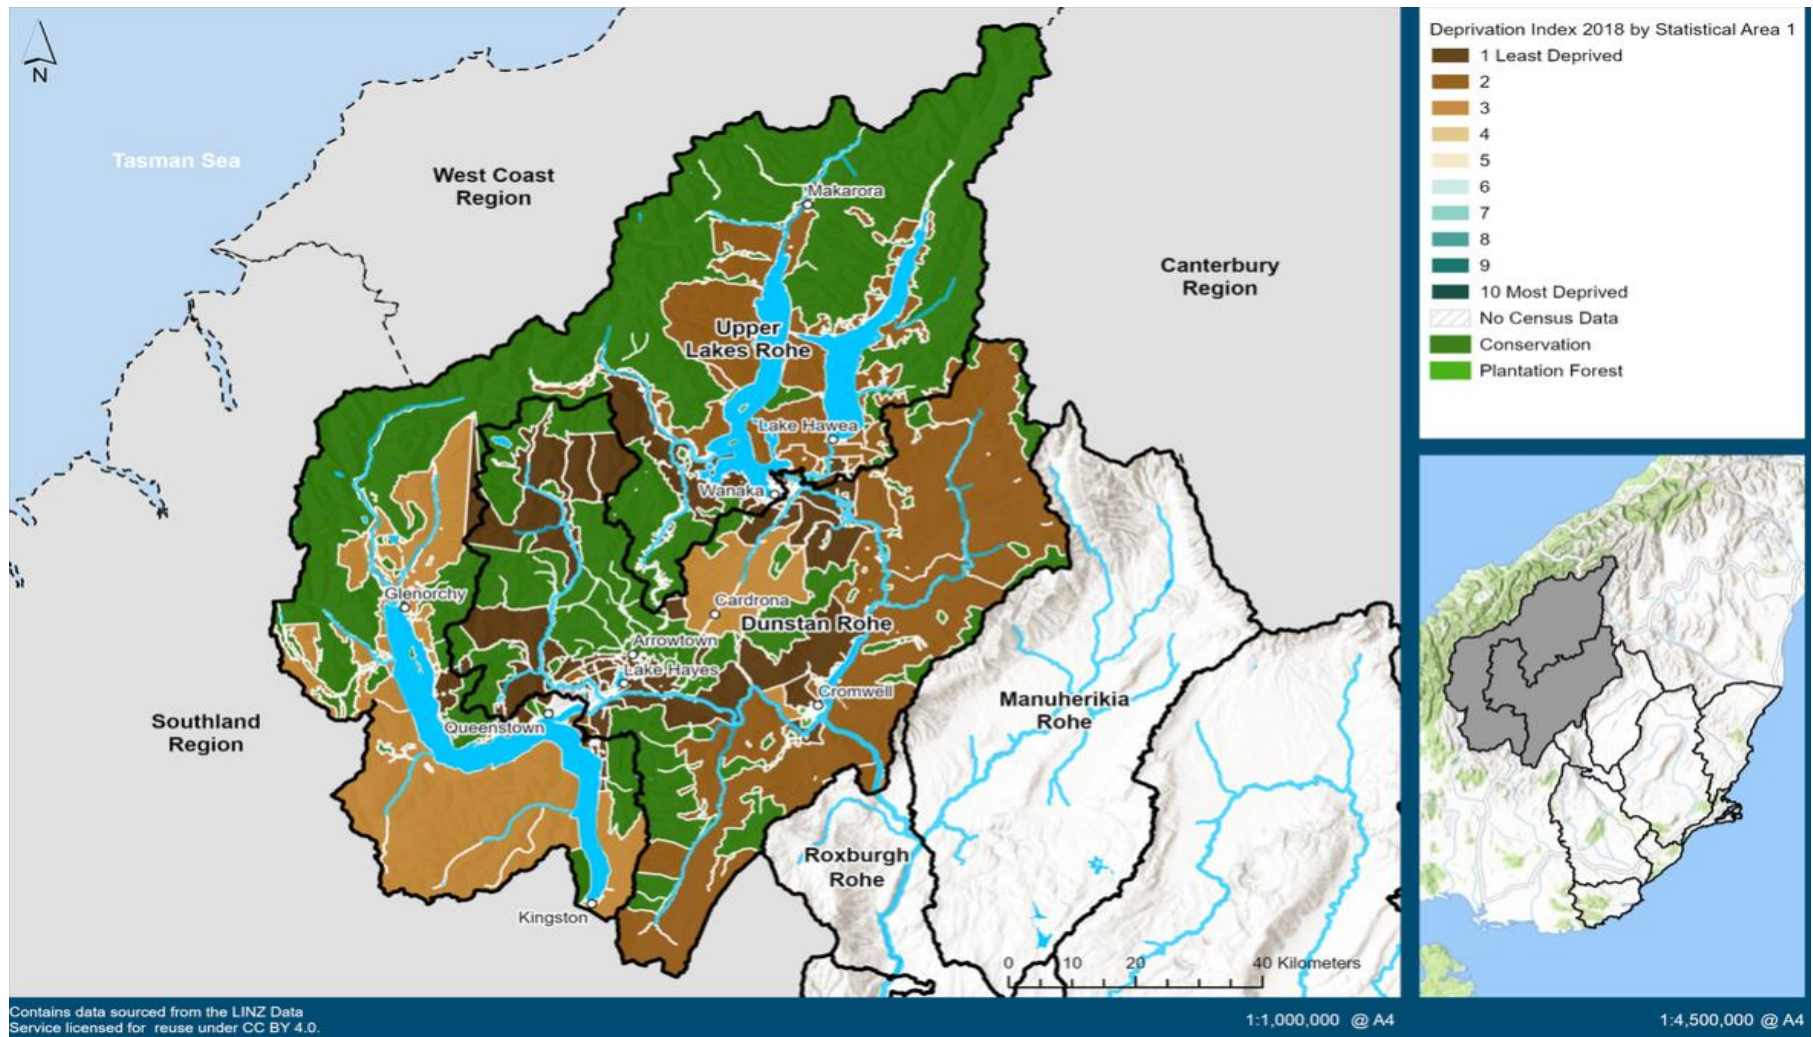 N
Tasman Sea
West Coast
Region
Makarora
Canterbury
Region
Upper
Lakes Rohe
Lake Hawea
Wanaka
Glenorchy
Cardrona
Dunstan Rohe
Arrowtown
Lake Hayes
Cromwell
Manuherikia
Rohe
Southland
Region
Queenstown
Roxburgh
Rohe
Kingston
0 10 20 40 Kilometers
Contains data sourced from the LINZ Data
Service licensed for reuse under CC BY 4.0.
1:1,000,000 @ A4
Deprivation Index 2018 by Statistical Area 1
1 Least Deprived
2
3
4
5
6
7
8
9
10 Most Deprived
No Census Data
Conservation
Plantation Forest
1:4,500,000 @ A4